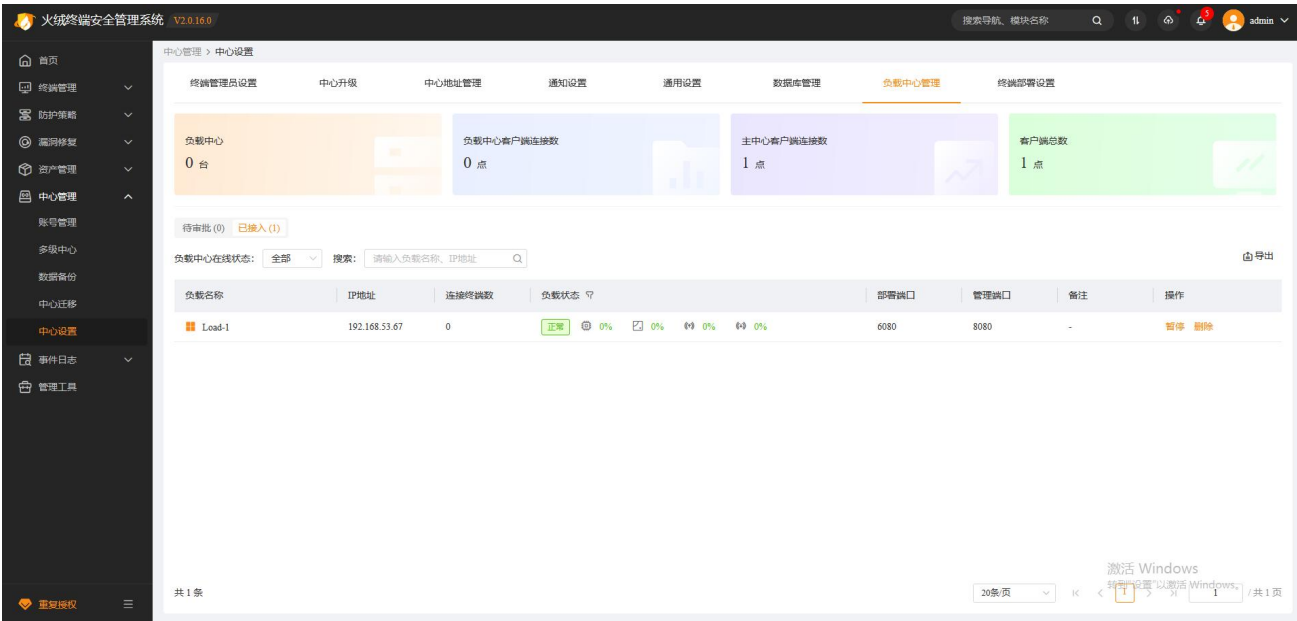 火绒终端安全管理系统 V2.0.16.0 搜索导航、模块名称 5 admin
首页
终端管理
防护策略
漏洞修复
资产管理
中心管理
账号管理
多级中心
数据备份
中心迁移
中心设置
事件日志
管理工具
重复授权
中心管理 > 中心设置
终端管理员设置 中心升级 中心地址管理 通知设置 通用设置 数据库管理 负载中心管理 终端部署设置
负载中心 负载中心客户端连接数 主中心客户端连接数 客户端总数
0 台 0 点 1 点 1 点
待审批 (0) 已接入 (1)
负载中心在线状态: 全部 搜索: 请输入负载名称、IP地址 导出
负载名称 IP地址 连接终端数 负载状态 部署端口 管理端口 备注 操作
Load-1 192.168.53.67 0 正常 0% 0% 0% 0% 6080 8080 - 暂停 删除
激活 Windows
转到"设置"以激活 Windows。
共 1 条 20条/页 1 1 / 共 1 页